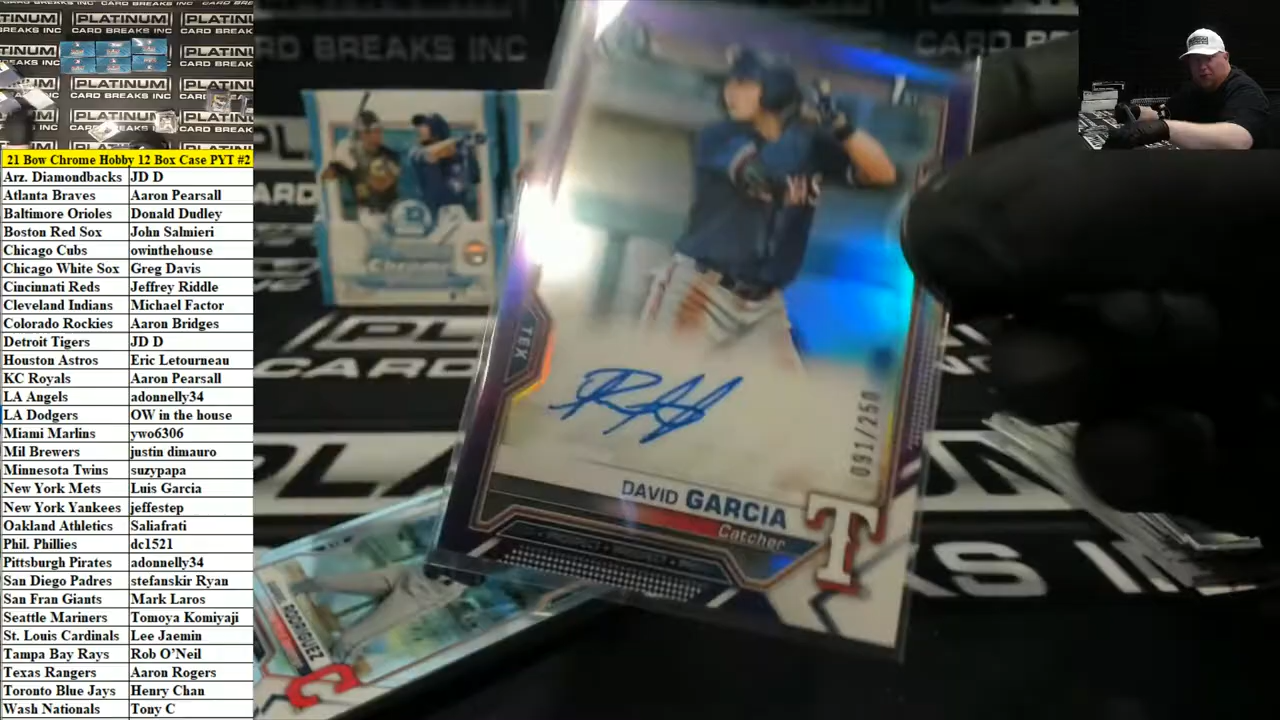 PLATINUM
CARD BREAKS INC
21 Bow Chrome Hobby 12 Box Case PYT #2
Arz. Diamondbacks JD D
Atlanta Braves Aaron Pearsall
Baltimore Orioles Donald Dudley
Boston Red Sox John Salmieri
Chicago Cubs owinthehouse
Chicago White Sox Greg Davis
Cincinnati Reds Jeffrey Riddle
Cleveland Indians Michael Factor
Colorado Rockies Aaron Bridges
Detroit Tigers JD D
Houston Astros Eric Letourneau
KC Royals Aaron Pearsall
LA Angels adonnelly34
LA Dodgers OW in the house
Miami Marlins ywo6306
Mil Brewers justin dimauro
Minnesota Twins suzypapa
New York Mets Luis Garcia
New York Yankees jeffestep
Oakland Athletics Saliafrati
Phil. Phillies dc1521
Pittsburgh Pirates adonnelly34
San Diego Padres stefanskir Ryan
San Fran Giants Mark Laros
Seattle Mariners Tomoya Komiyaji
St. Louis Cardinals Lee Jaemin
Tampa Bay Rays Rob O’Neil
Texas Rangers Aaron Rogers
Toronto Blue Jays Henry Chan
Wash Nationals Tony C
CARD BREAKS INC
Chrome
TEX
091/250
DAVID GARCIA
Catcher
T
RODRIGUEZ
C